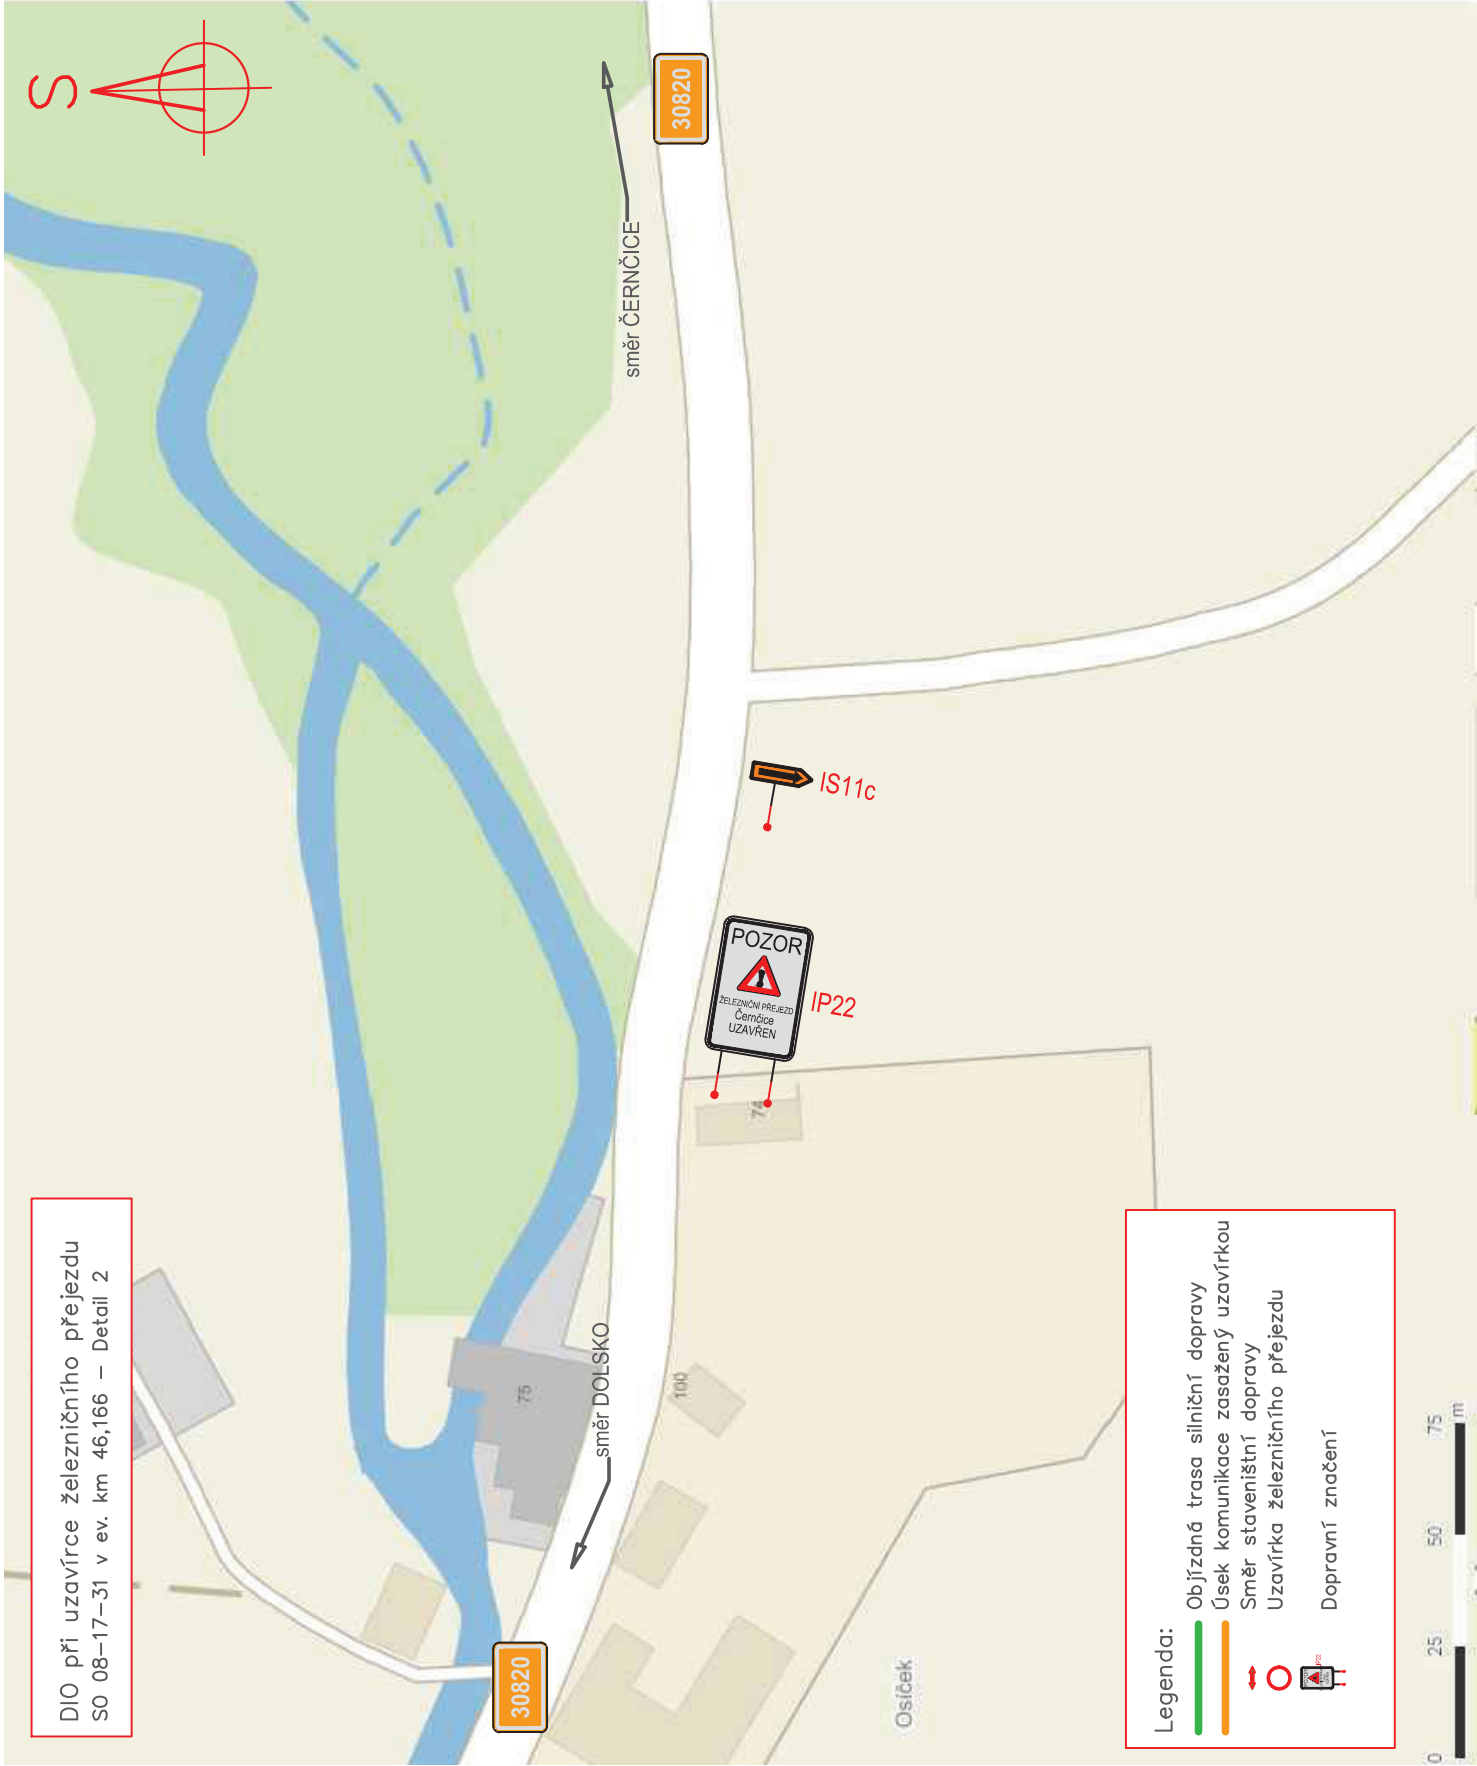 DIO při uzavírce železničního přejezdu
SO 08-17-31 v ev. km 46,166 - Detail 2
S
30820
směr ČERNČICE
IS11c
POZOR
ŽELEZNIČNÍ PŘEJEZD
Černčice
UZAVŘEN
IP22
74
75
směr DOLSKO
100
30820
Osíček
Legenda:
Objízdná trasa silniční dopravy
Úsek komunikace zasažený uzavírkou
Směr staveništní dopravy
Uzavírka železničního přejezdu
Dopravní značení
0 25 50 75
m